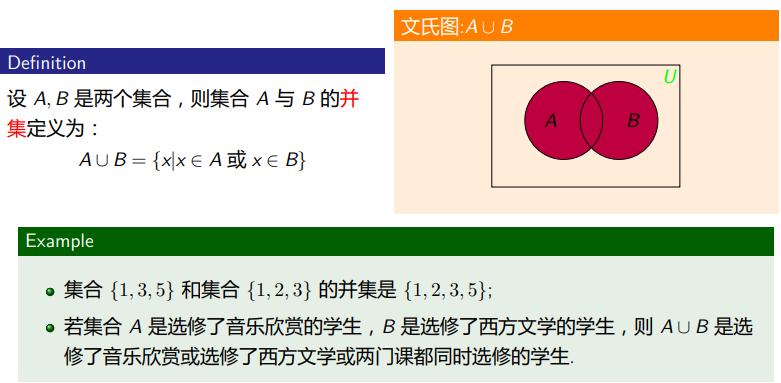 Definition
设 A, B 是两个集合，则集合 A 与 B 的并
集定义为：
A ∪ B = {x|x ∈ A 或 x ∈ B}
文氏图:A ∪ B
U
A
B
Example
集合 {1, 3, 5} 和集合 {1, 2, 3} 的并集是 {1, 2, 3, 5};
若集合 A 是选修了音乐欣赏的学生，B 是选修了西方文学的学生，则 A ∪ B 是选
修了音乐欣赏或选修了西方文学或两门课都同时选修的学生.